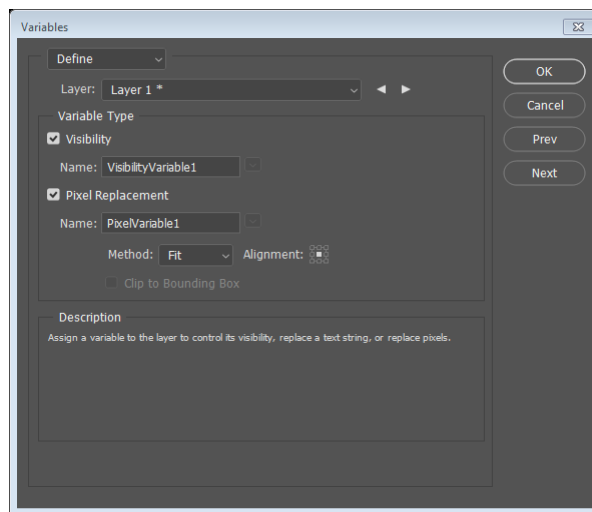 Variables
Define
Layer: Layer 1 *
Variable Type
Visibility
Name: VisibilityVariable1
Pixel Replacement
Name: PixelVariable1
Method: Fit Alignment:
Clip to Bounding Box
Description
Assign a variable to the layer to control its visibility, replace a text string, or replace pixels.
OK
Cancel
Prev
Next